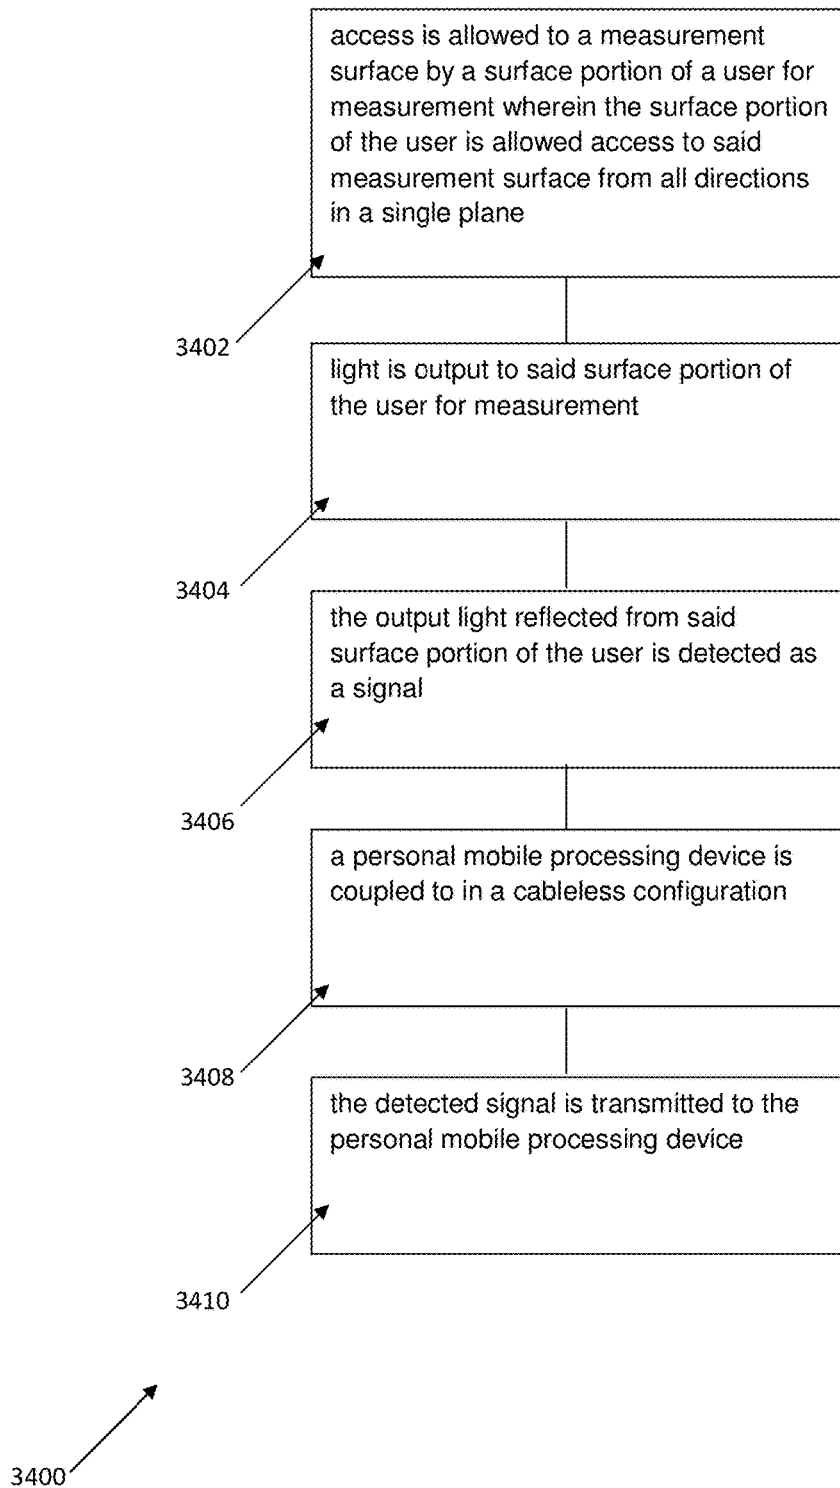 access is allowed to a measurement
surface by a surface portion of a user for
measurement wherein the surface portion
of the user is allowed access to said
measurement surface from all directions
in a single plane
3402
light is output to said surface portion of
the user for measurement
3404
the output light reflected from said
surface portion of the user is detected as
a signal
3406
a personal mobile processing device is
coupled to in a cableless configuration
3408
the detected signal is transmitted to the
personal mobile processing device
3410
3400